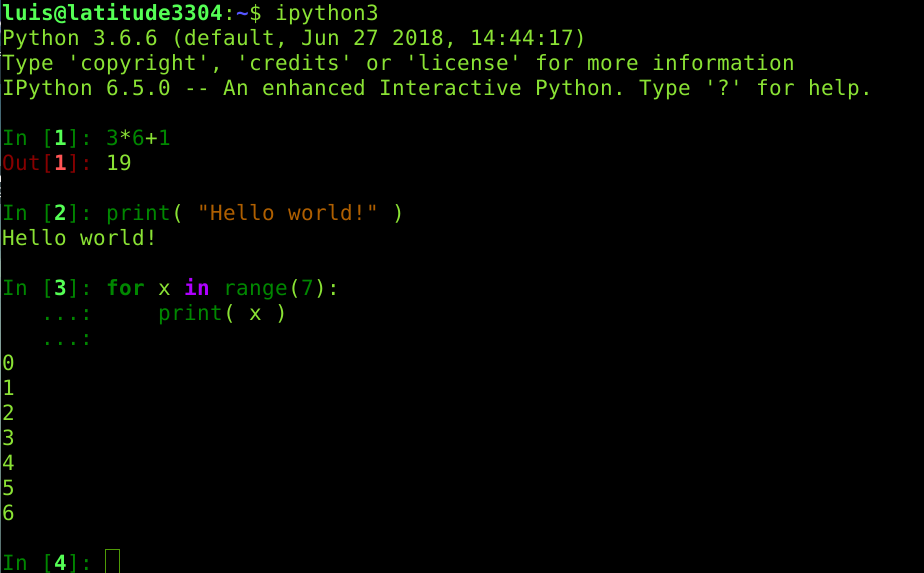 luis@latitude3304:~$ ipython3
Python 3.6.6 (default, Jun 27 2018, 14:44:17)
Type 'copyright', 'credits' or 'license' for more information
IPython 6.5.0 -- An enhanced Interactive Python. Type '?' for help.

In [1]: 3*6+1
Out[1]: 19

In [2]: print( "Hello world!" )
Hello world!

In [3]: for x in range(7):
   ...:     print( x )
   ...:
0
1
2
3
4
5
6

In [4]: